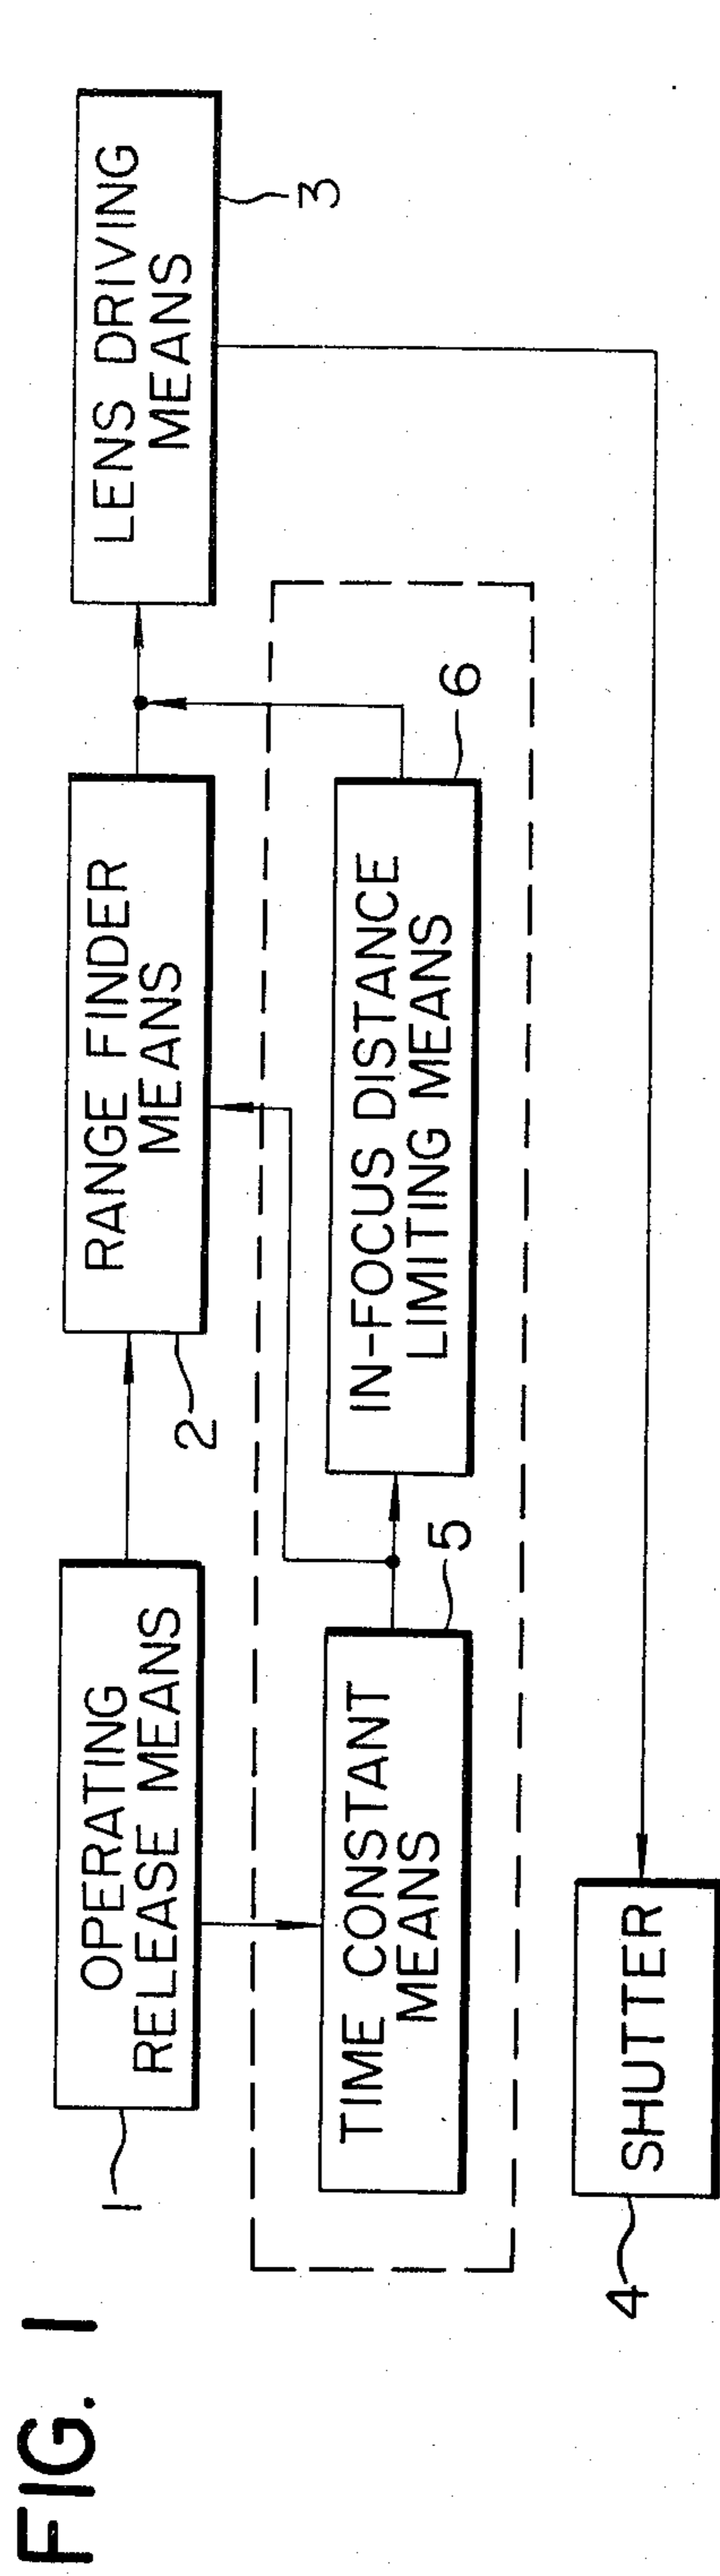 FIG. 1
OPERATING
RELEASE MEANS
1
RANGE FINDER
MEANS
2
LENS DRIVING
MEANS
3
TIME CONSTANT
MEANS
5
IN-FOCUS DISTANCE
LIMITING MEANS
6
SHUTTER
4